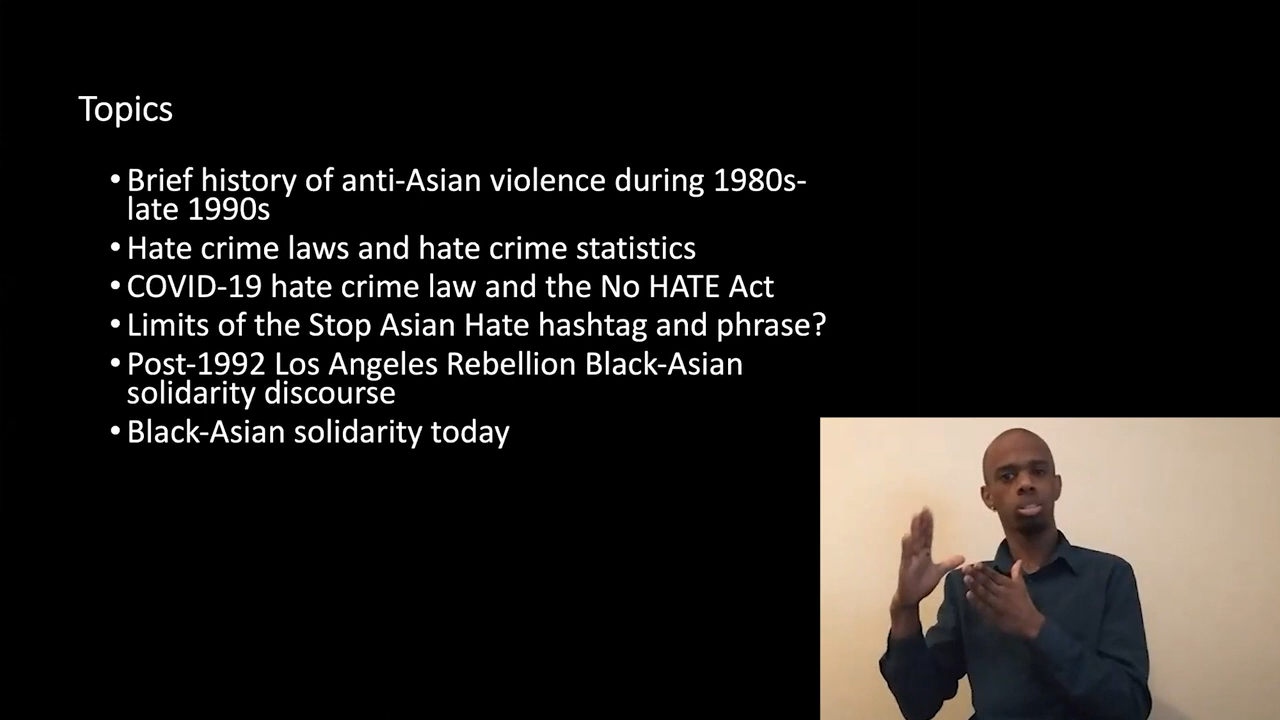 Topics
•Brief history of anti-Asian violence during 1980s-
late 1990s
•Hate crime laws and hate crime statistics
•COVID-19 hate crime law and the No HATE Act
•Limits of the Stop Asian Hate hashtag and phrase?
•Post-1992 Los Angeles Rebellion Black-Asian
solidarity discourse
•Black-Asian solidarity today